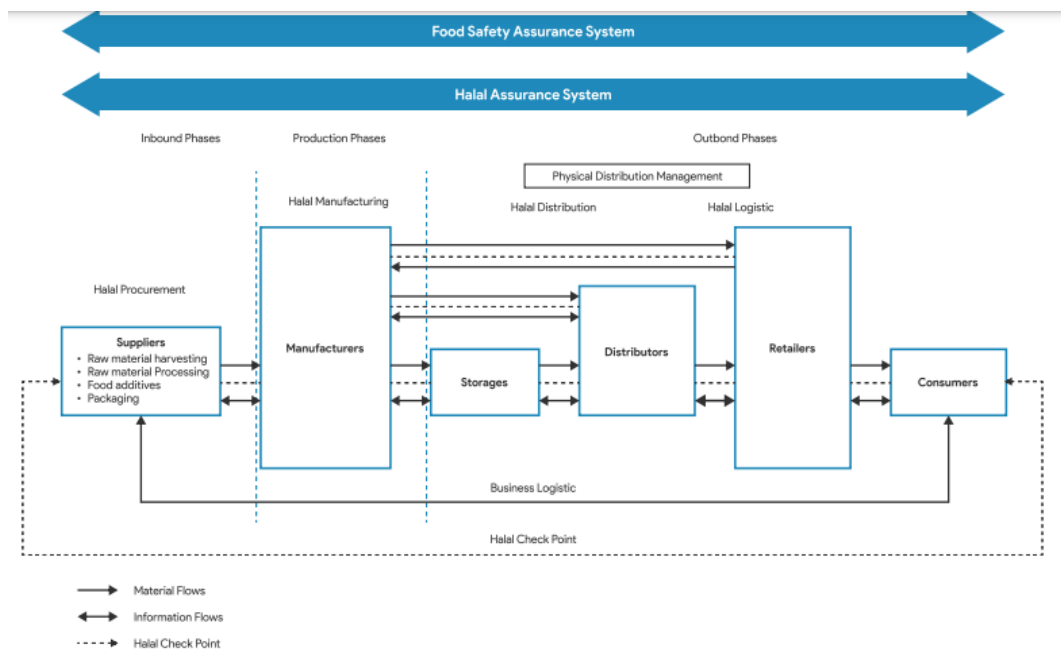 Food Safety Assurance System
Halal Assurance System
Inbound Phases
Production Phases
Outbond Phases
Physical Distribution Management
Halal Manufacturing
Halal Distribution
Halal Logistic
Halal Procurement
Suppliers
• Raw material harvesting
• Raw material Processing
• Food additives
• Packaging
Manufacturers
Storages
Distributors
Retailers
Consumers
Business Logistic
Halal Check Point
Material Flows
Information Flows
Halal Check Point